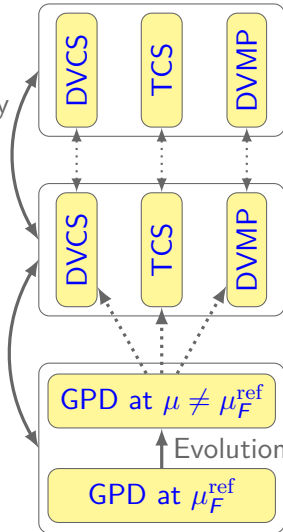 DVCS TCS DVMP
y
DVCS TCS DVMP
GPD at μ ≠ μ_F^ref
Evolution
GPD at μ_F^ref